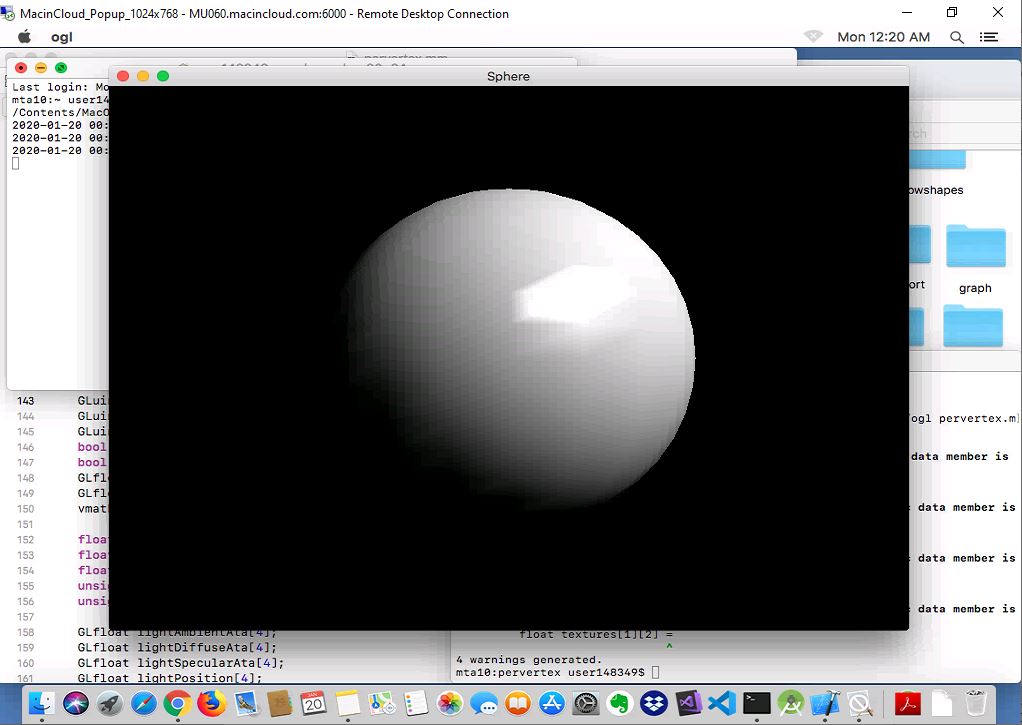 MacinCloud_Popup_1024x768 - MU060.macincloud.com:6000 - Remote Desktop Connection
ogl
Mon 12:20 AM
pervertex.mm
Sphere
Last login: Mo
mta10:~ user14
/Contents/MacO
2020-01-20 00:
2020-01-20 00:
2020-01-20 00:
rch
owshapes
ort
graph
143 GLui
144 GLui
145 GLui
146 bool
147 bool
148 GLfl
149 GLfl
150 vmat
151
152 floa
153 floa
154 floa
155 unsi
156 unsi
157
158 GLfloat lightAmbientAta[4];
159 GLfloat lightDiffuseAta[4];
160 GLfloat lightSpecularAta[4];
161 GLfloat lightPosition[4];
ogl pervertex.m
data member is
data member is
data member is
data member is
float textures[1][2] =
^
4 warnings generated.
mta10:pervertex user148349$
JAN
20